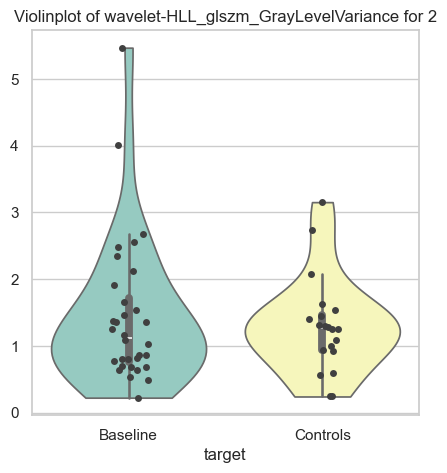 Violinplot of wavelet-HLL_glszm_GrayLevelVariance for 2
5
4
3
2
1
0
Baseline Controls
target